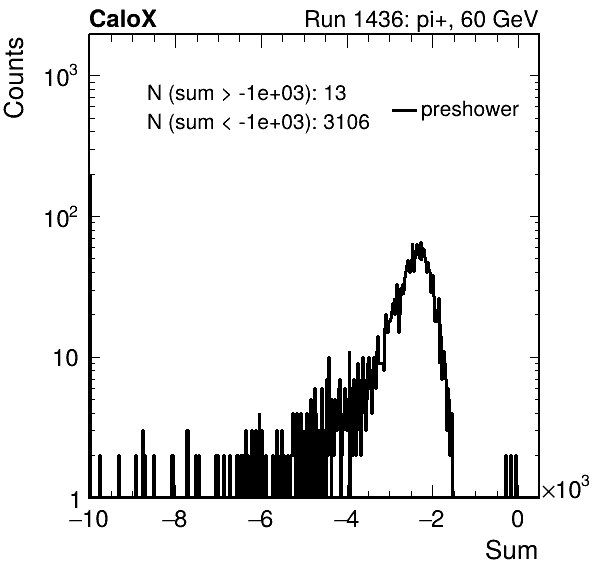 CaloX Run 1436: pi+, 60 GeV
Counts
N (sum > -1e+03): 13
N (sum < -1e+03): 3106
preshower
10³
10²
10
1
−10 −8 −6 −4 −2 0 ×10³
Sum